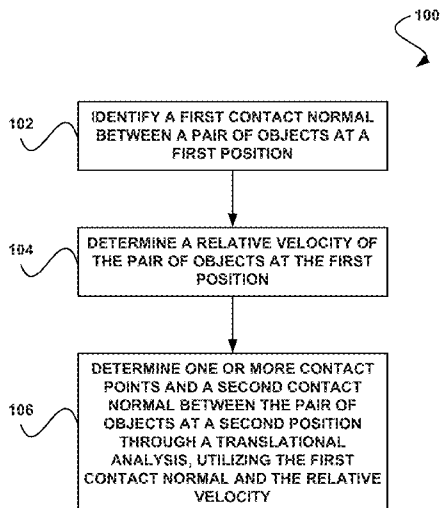 100
102
IDENTIFY A FIRST CONTACT NORMAL
BETWEEN A PAIR OF OBJECTS AT A
FIRST POSITION
104
DETERMINE A RELATIVE VELOCITY OF
THE PAIR OF OBJECTS AT THE FIRST
POSITION
106
DETERMINE ONE OR MORE CONTACT
POINTS AND A SECOND CONTACT
NORMAL BETWEEN THE PAIR OF
OBJECTS AT A SECOND POSITION
THROUGH A TRANSLATIONAL
ANALYSIS, UTILIZING THE FIRST
CONTACT NORMAL AND THE RELATIVE
VELOCITY